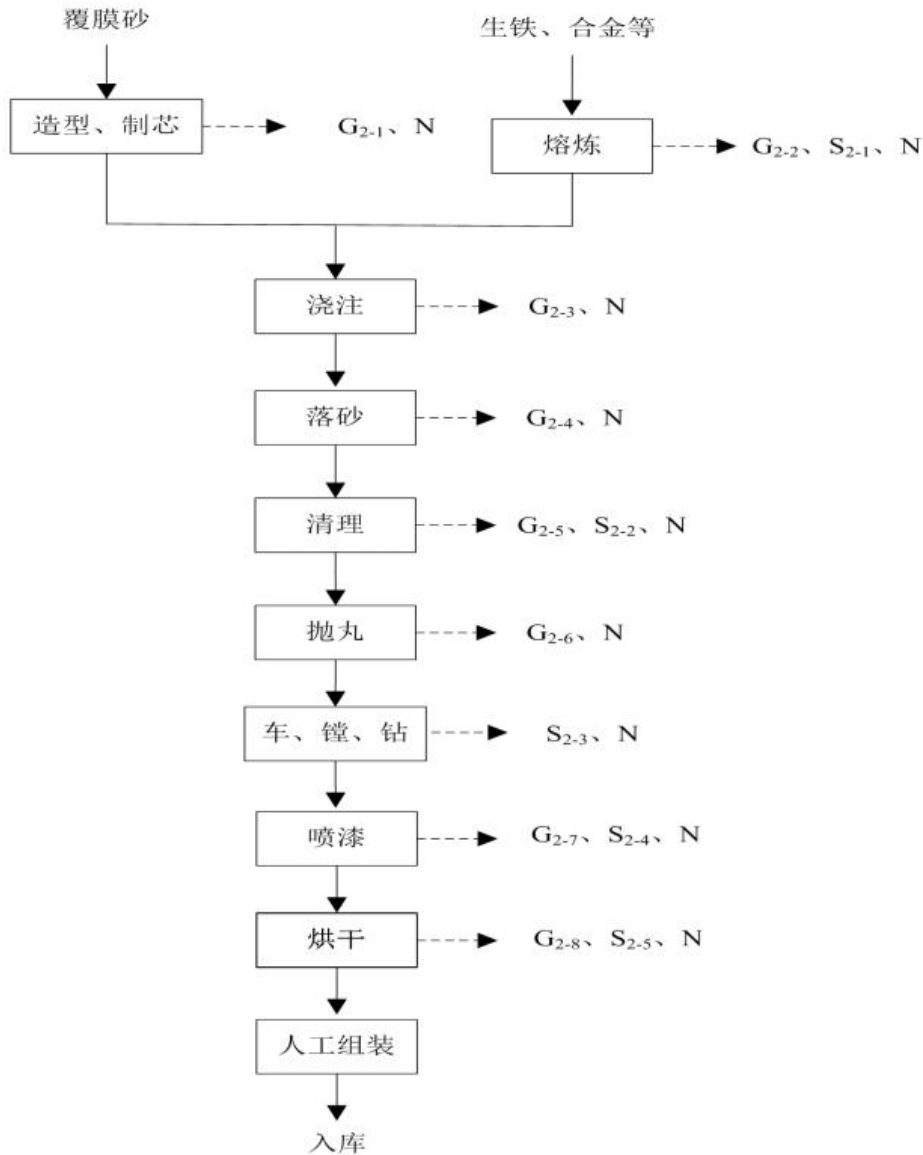 覆膜砂
生铁、合金等
造型、制芯
G2-1、N
熔炼
G2-2、S2-1、N
浇注
G2-3、N
落砂
G2-4、N
清理
G2-5、S2-2、N
抛丸
G2-6、N
车、镗、钻
S2-3、N
喷漆
G2-7、S2-4、N
烘干
G2-8、S2-5、N
人工组装
入库